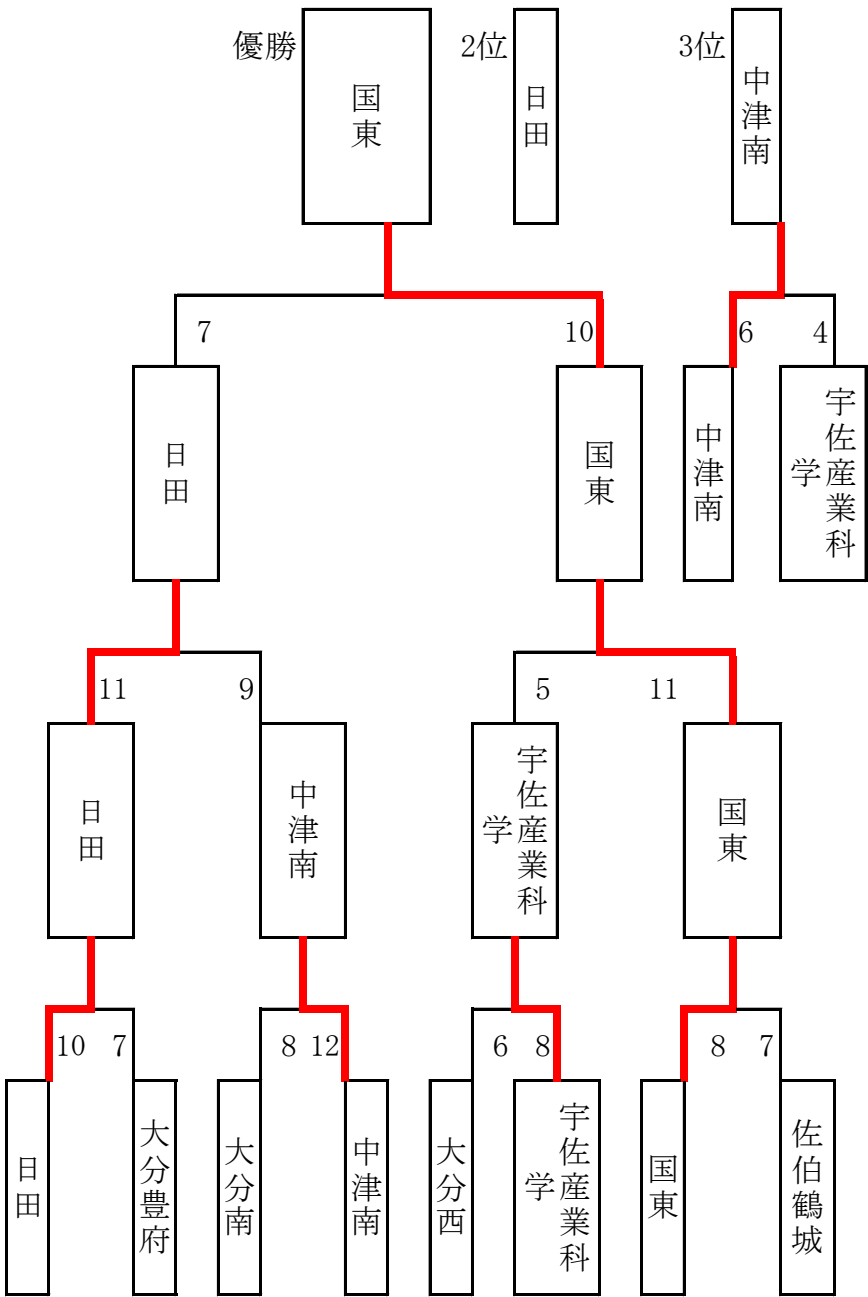 優勝
国東
2位
日田
3位
中津南
7
10
6
4
日田
国東
中津南
宇佐産業科
学
11
9
5
11
日田
中津南
宇佐産業科
学
国東
10
7
8
12
6
8
8
7
日田
大分豊府
大分南
中津南
大分西
宇佐産業科
学
国東
佐伯鶴城